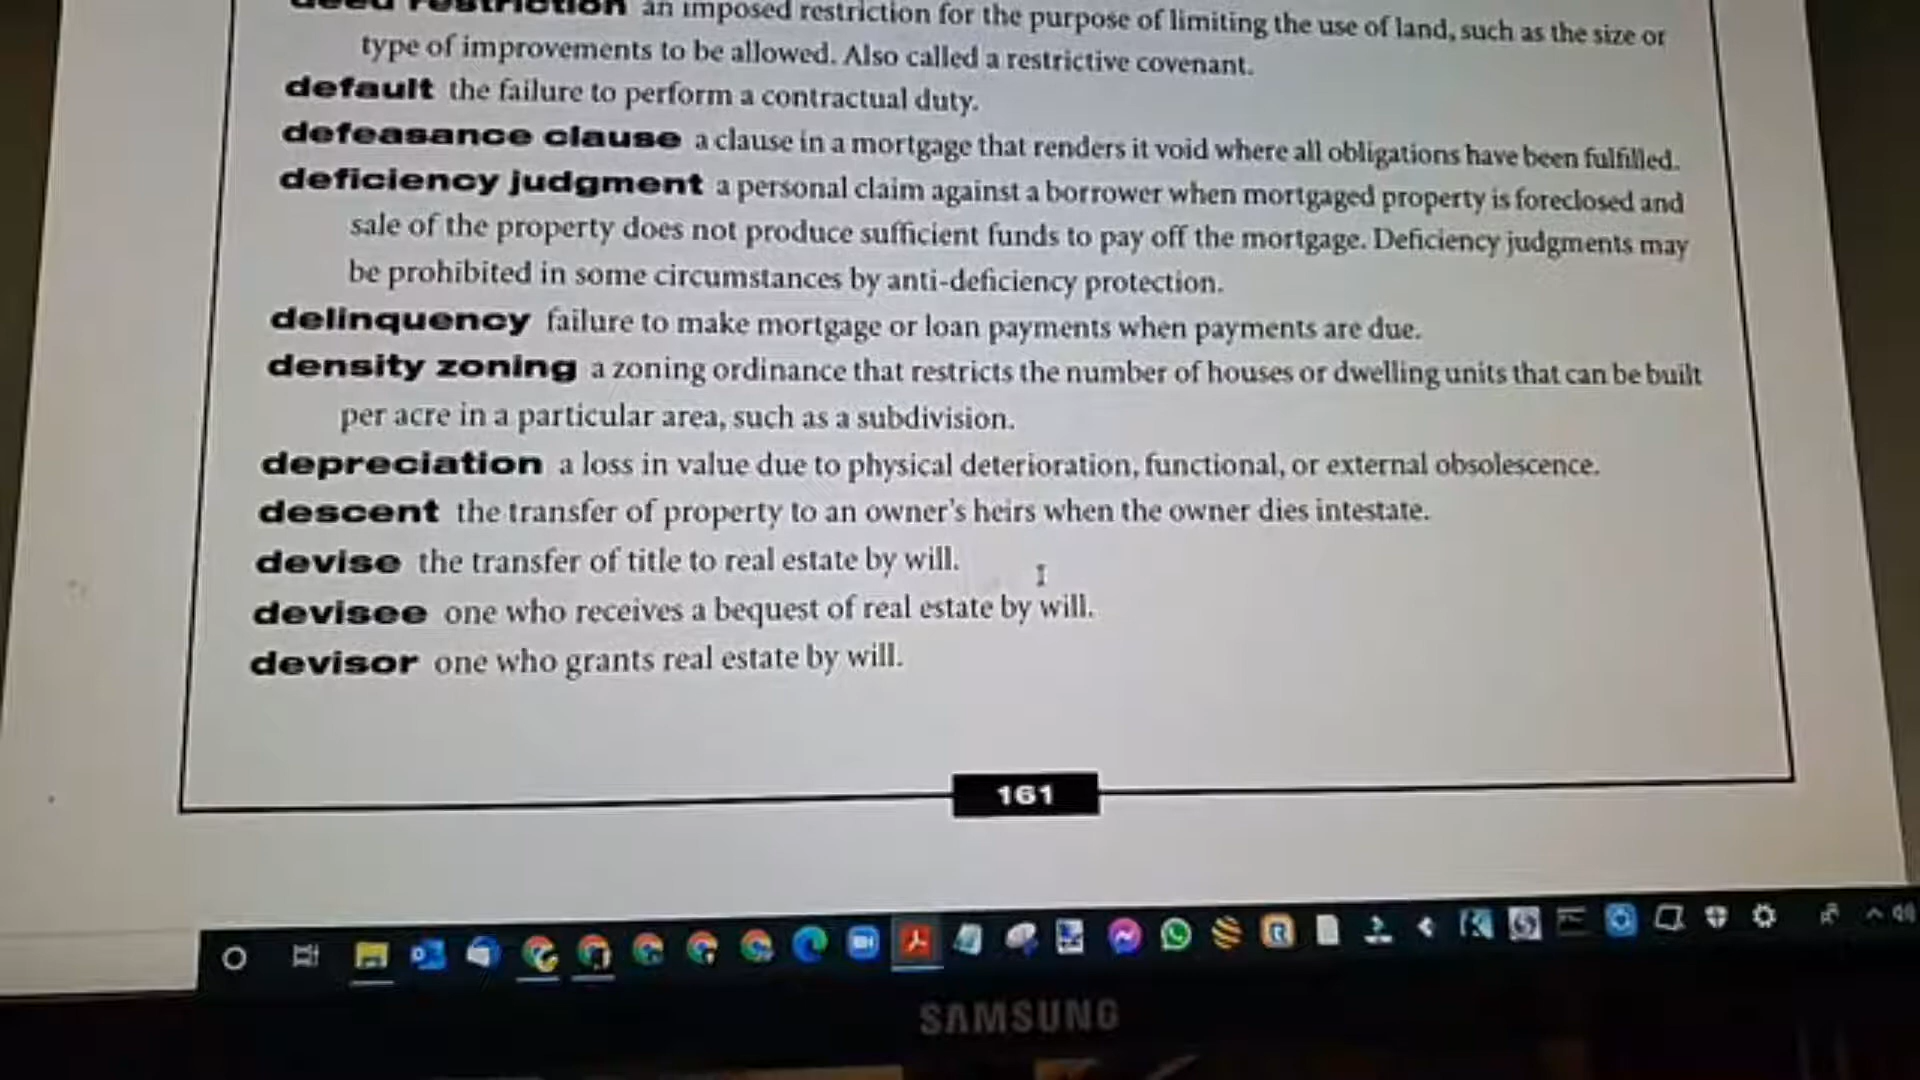 deed restriction an imposed restriction for the purpose of limiting the use of land, such as the size or
type of improvements to be allowed. Also called a restrictive covenant.
default the failure to perform a contractual duty.
defeasance clause a clause in a mortgage that renders it void where all obligations have been fulfilled.
deficiency judgment a personal claim against a borrower when mortgaged property is foreclosed and
sale of the property does not produce sufficient funds to pay off the mortgage. Deficiency judgments may
be prohibited in some circumstances by anti-deficiency protection.
delinquency failure to make mortgage or loan payments when payments are due.
density zoning a zoning ordinance that restricts the number of houses or dwelling units that can be built
per acre in a particular area, such as a subdivision.
depreciation a loss in value due to physical deterioration, functional, or external obsolescence.
descent the transfer of property to an owner's heirs when the owner dies intestate.
devise the transfer of title to real estate by will.
devisee one who receives a bequest of real estate by will.
devisor one who grants real estate by will.
161
SAMSUNG